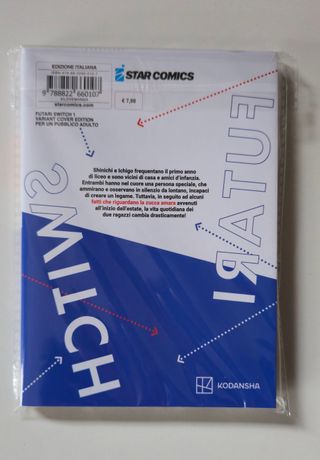 EDIZIONE ITALIANA
9 788822 660107
starcomics.com
€ 7,99
STAR COMICS
FUTARI SWITCH 1
VARIANT COVER EDITION
PER UN PUBBLICO ADULTO
FUTARI
SWITCH
Shinichi e Ichigo frequentano il primo anno
di liceo e sono vicini di casa e amici d'infanzia.
Entrambi hanno nel cuore una persona speciale, che
ammirano e osservano in silenzio da lontano, incapaci
di creare un legame. Tuttavia, in seguito ad alcuni
fatti che riguardano la zucca amara avvenuti
all'inizio dell'estate, la vita quotidiana dei
due ragazzi cambia drasticamente!
KODANSHA